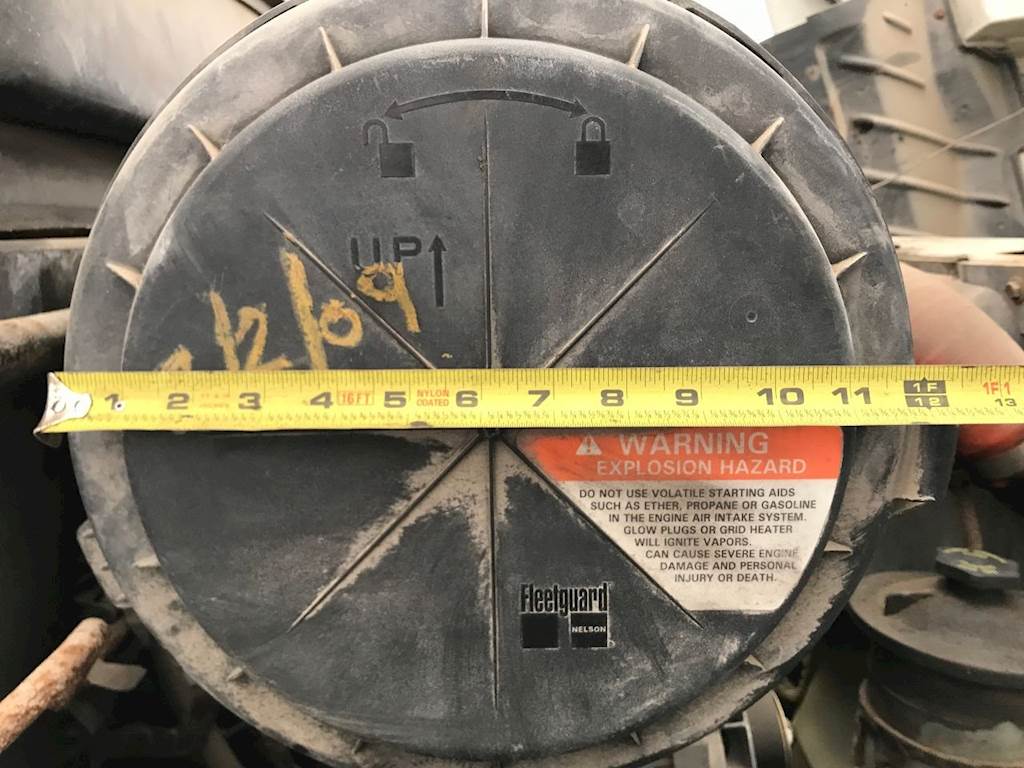 UP
12/09
1 2 3 4 16FT 5 NYLON COATED 6 7 8 9 10 11 1F 12 1F1 13
WARNING
EXPLOSION HAZARD
DO NOT USE VOLATILE STARTING AIDS
SUCH AS ETHER, PROPANE OR GASOLINE
IN THE ENGINE AIR INTAKE SYSTEM.
GLOW PLUGS OR GRID HEATER
WILL IGNITE VAPORS.
CAN CAUSE SEVERE ENGINE
DAMAGE AND PERSONAL
INJURY OR DEATH.
Fleetguard
NELSON